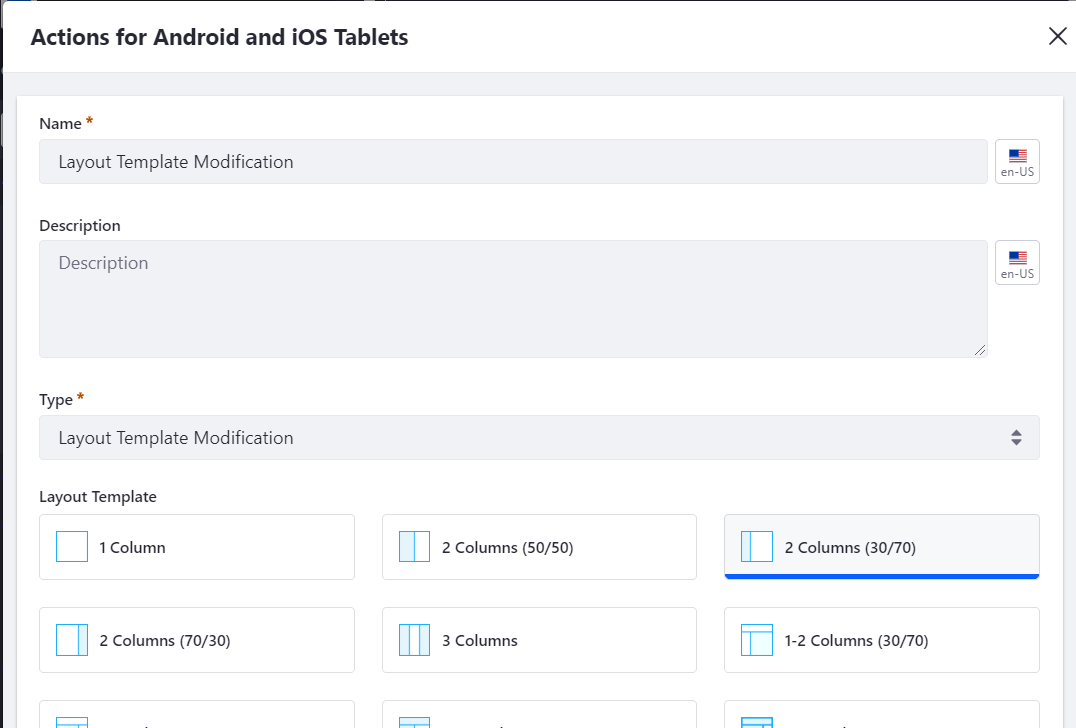 Actions for Android and iOS Tablets
Name *
Layout Template Modification
en-US
Description
Description
en-US
Type *
Layout Template Modification
Layout Template
1 Column
2 Columns (50/50)
2 Columns (30/70)
2 Columns (70/30)
3 Columns
1-2 Columns (30/70)